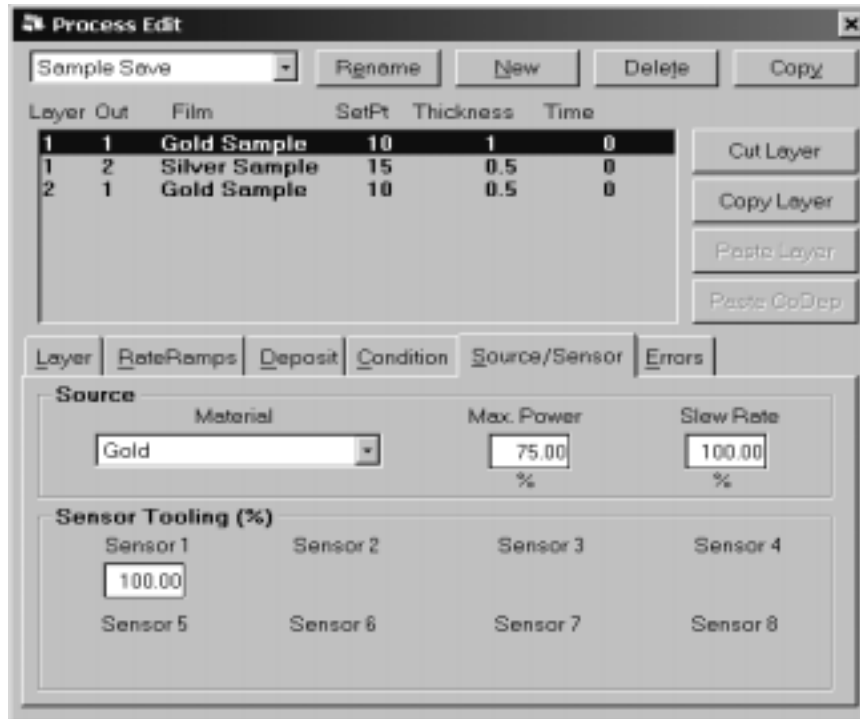 Process Edit
Sample Save Rename New Delete Copy
Layer Out Film SetPt Thickness Time
1 1 Gold Sample 10 1 0
1 2 Silver Sample 15 0.5 0
2 1 Gold Sample 10 0.5 0
Cut Layer
Copy Layer
Paste Layer
Paste CoDep
Layer RateRamps Deposit Condition Source/Sensor Errors
Source
Material Max. Power Slew Rate
Gold 75.00 100.00
% %
Sensor Tooling (%)
Sensor 1 Sensor 2 Sensor 3 Sensor 4
100.00
Sensor 5 Sensor 6 Sensor 7 Sensor 8